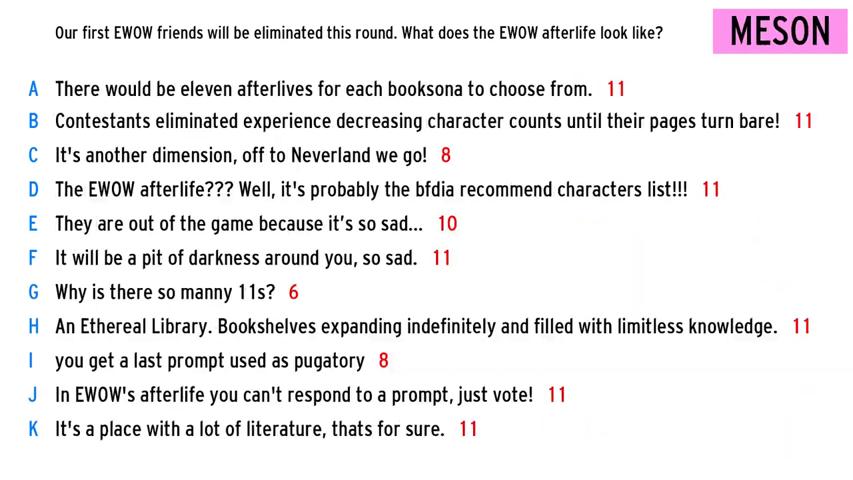 Our first EWOW friends will be eliminated this round. What does the EWOW afterlife look like?
MESON
A There would be eleven afterlives for each booksona to choose from. 11
B Contestants eliminated experience decreasing character counts until their pages turn bare! 11
C It's another dimension, off to Neverland we go! 8
D The EWOW afterlife??? Well, it's probably the bfdia recommend characters list!!! 11
E They are out of the game because it’s so sad... 10
F It will be a pit of darkness around you, so sad. 11
G Why is there so manny 11s? 6
H An Ethereal Library. Bookshelves expanding indefinitely and filled with limitless knowledge. 11
I you get a last prompt used as pugatory 8
J In EWOW's afterlife you can't respond to a prompt, just vote! 11
K It's a place with a lot of literature, thats for sure. 11